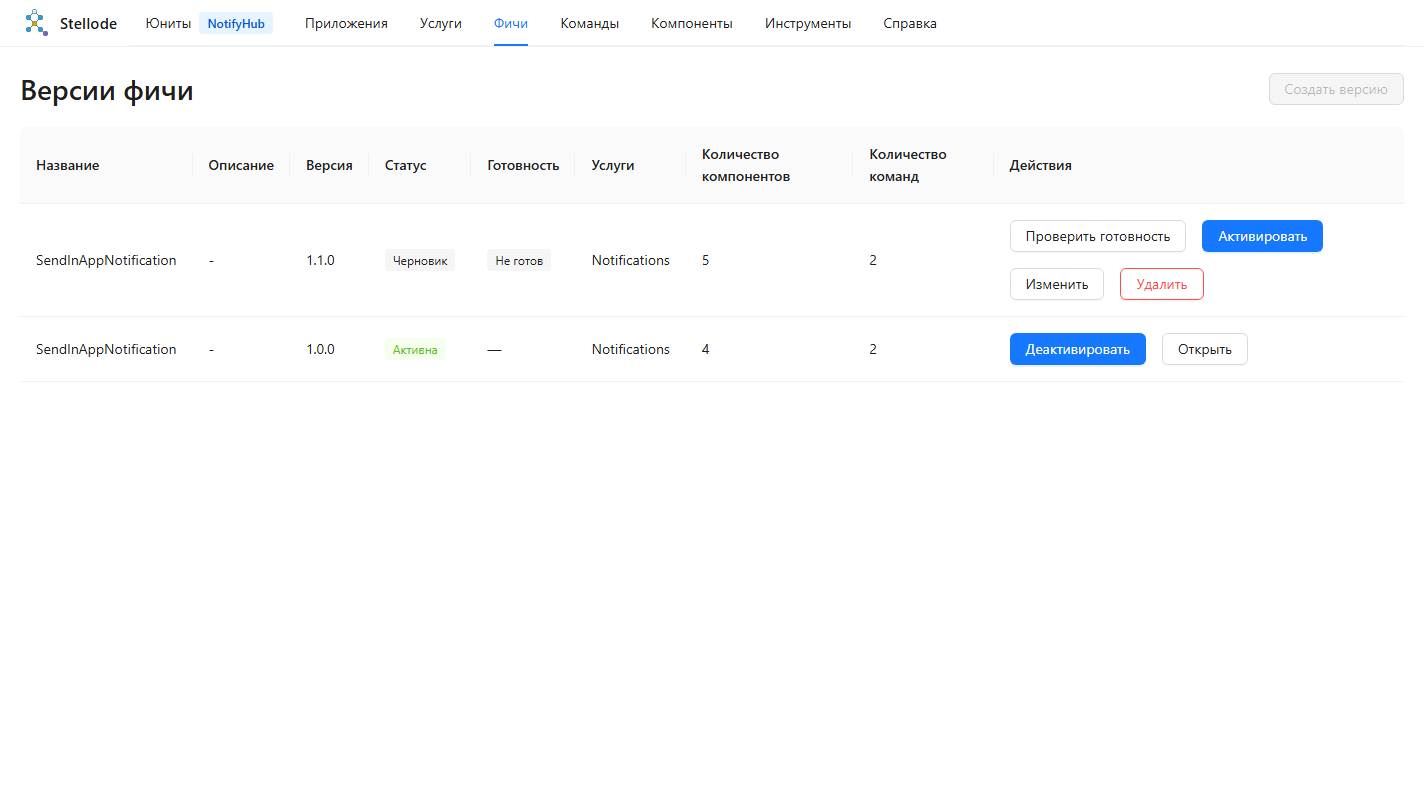 Stellode
Юниты NotifyHub Приложения Услуги Фичи Команды Компоненты Инструменты Справка
Версии фичи
Создать версию
Название Описание Версия Статус Готовность Услуги Количество компонентов Количество команд Действия
SendInAppNotification - 1.1.0 Черновик Не готов Notifications 5 2 Проверить готовность Активировать
Изменить Удалить
SendInAppNotification - 1.0.0 Активна — Notifications 4 2 Деактивировать Открыть